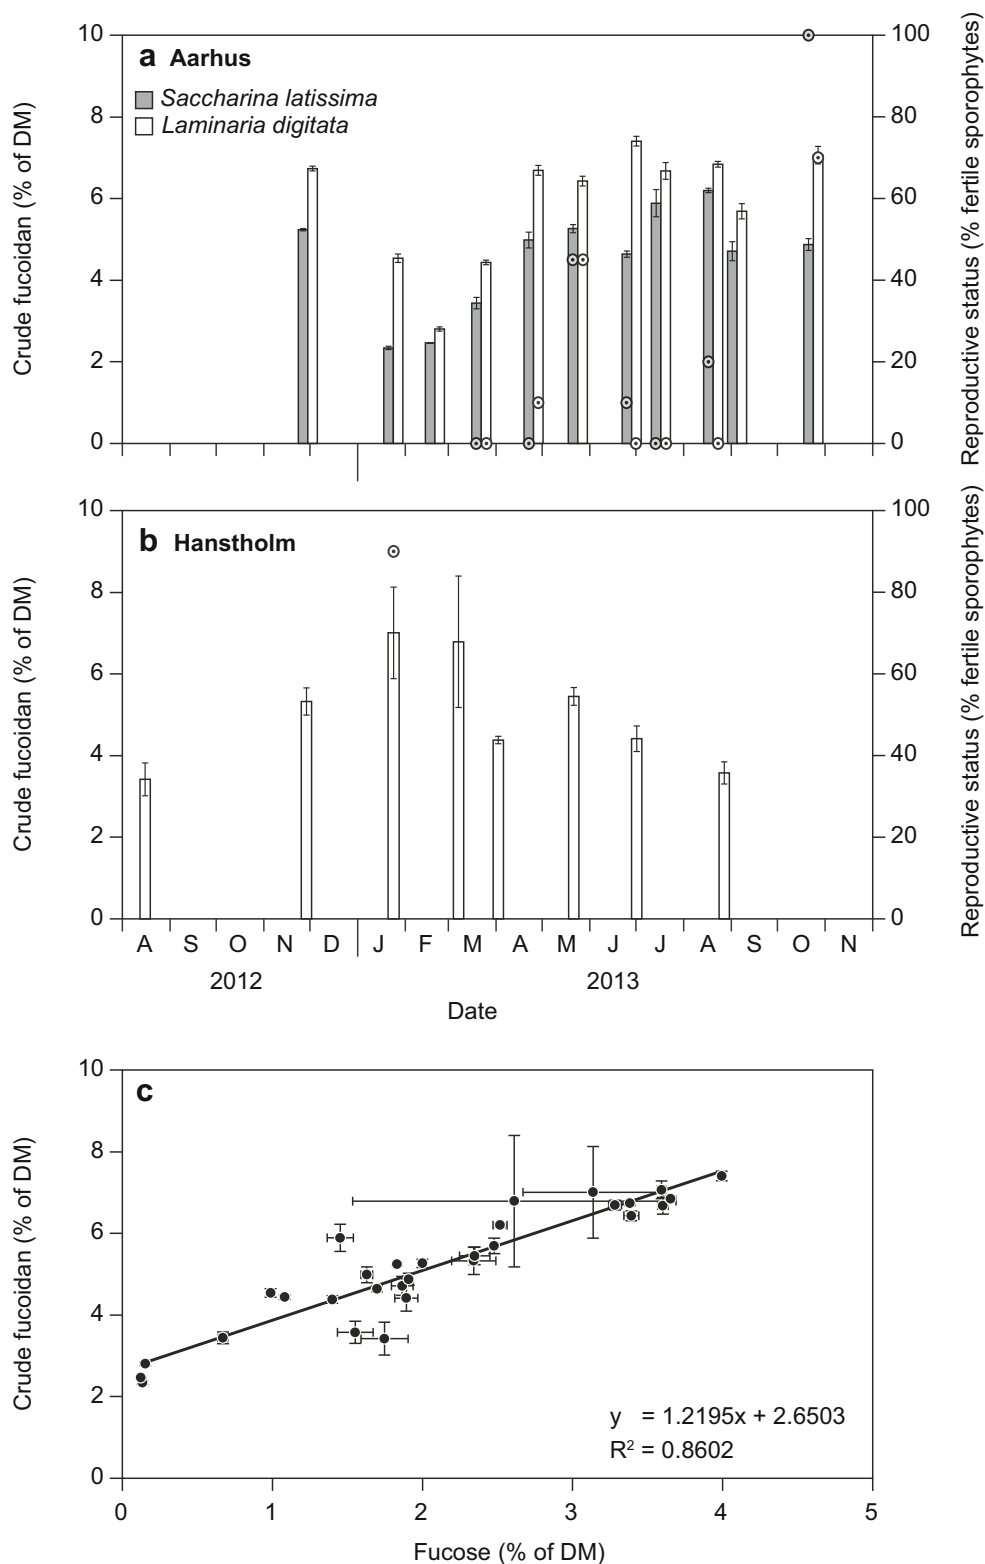 a Aarhus
Saccharina latissima
Laminaria digitata
Crude fucoidan (% of DM)
10
8
6
4
2
0
100
80
60
40
20
0
Reproductive status (% fertile sporophytes)
b Hanstholm
Crude fucoidan (% of DM)
10
8
6
4
2
0
100
80
60
40
20
0
Reproductive status (% fertile sporophytes)
A S O N D J F M A M J J A S O N
2012 2013
Date
c
Crude fucoidan (% of DM)
10
8
6
4
2
0
y = 1.2195x + 2.6503
R² = 0.8602
0 1 2 3 4 5
Fucose (% of DM)